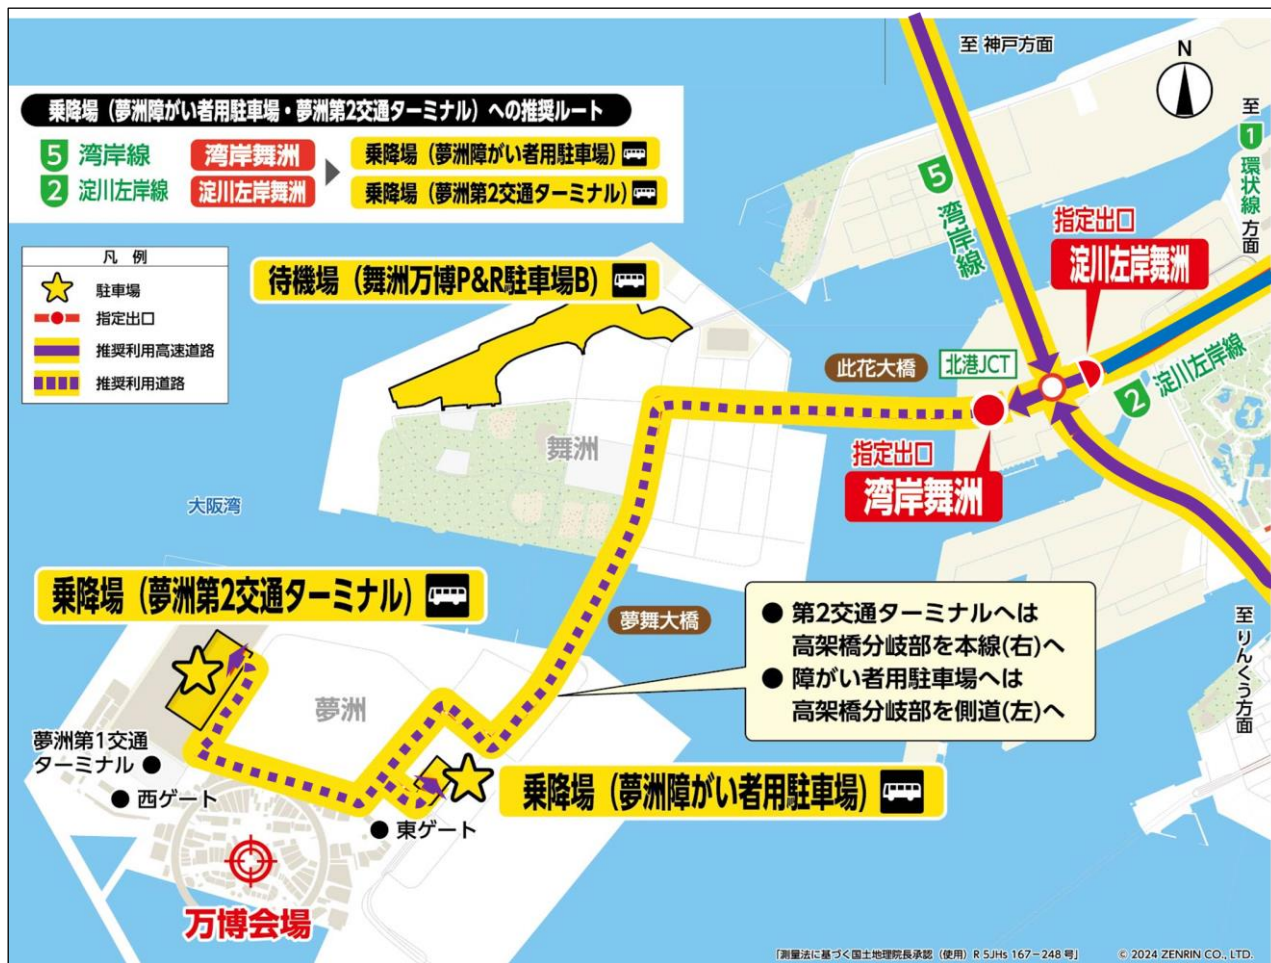 至 神戸方面
N
乗降場（夢洲障がい者用駐車場・夢洲第2交通ターミナル）への推奨ルート
5 湾岸線 湾岸舞洲 乗降場（夢洲障がい者用駐車場）
2 淀川左岸線 淀川左岸舞洲 乗降場（夢洲第2交通ターミナル）
至
1
環状線
方面
5
湾岸線
指定出口
淀川左岸舞洲
凡 例
駐車場
指定出口
推奨利用高速道路
推奨利用道路
待機場（舞洲万博P&R駐車場B）
此花大橋
北港JCT
2 淀川左岸線
舞洲
指定出口
湾岸舞洲
大阪湾
乗降場（夢洲第2交通ターミナル）
夢舞大橋
● 第2交通ターミナルへは
高架橋分岐部を本線(右)へ
● 障がい者用駐車場へは
高架橋分岐部を側道(左)へ
至 りんくう方面
夢洲
夢洲第1交通
ターミナル ●
● 西ゲート
乗降場（夢洲障がい者用駐車場）
● 東ゲート
万博会場
「測量法に基づく国土地理院長承認（使用）R 5JHs 167－248 号」 © 2024 ZENRIN CO., LTD.